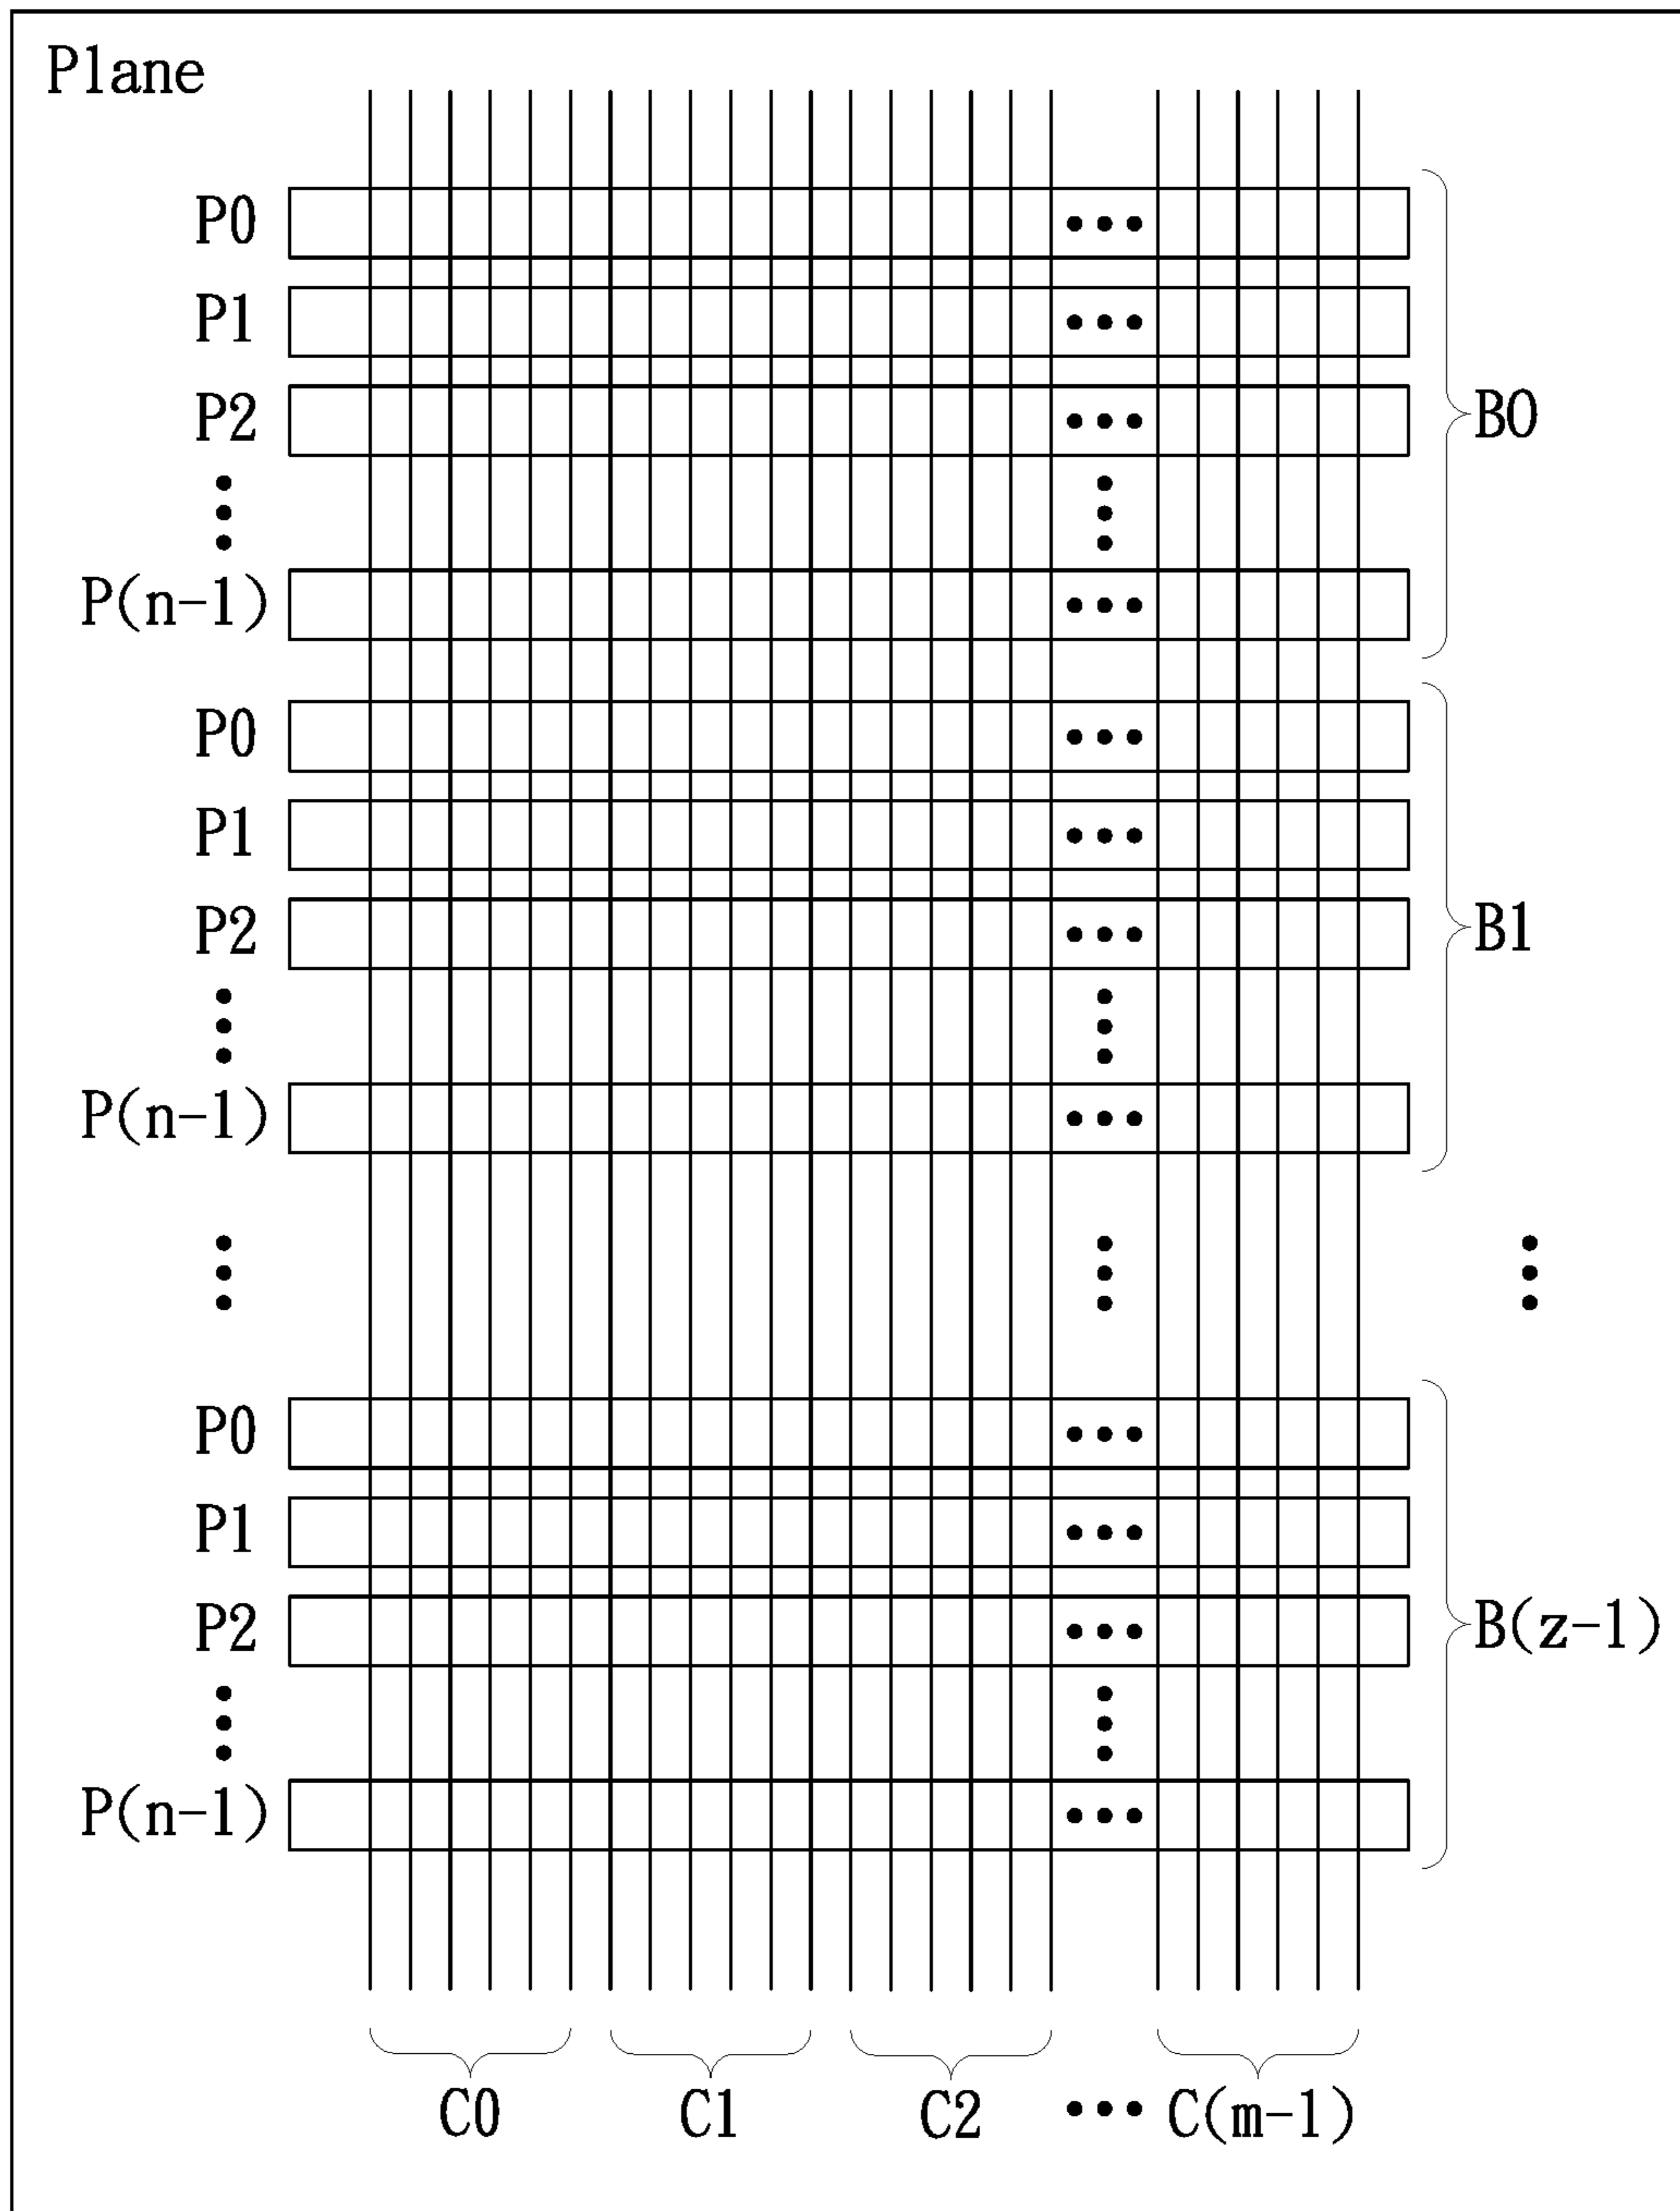 Plane
P0
P1
P2
P(n-1)
B0
P0
P1
P2
P(n-1)
B1
P0
P1
P2
P(n-1)
B(z-1)
C0 C1 C2 ••• C(m-1)